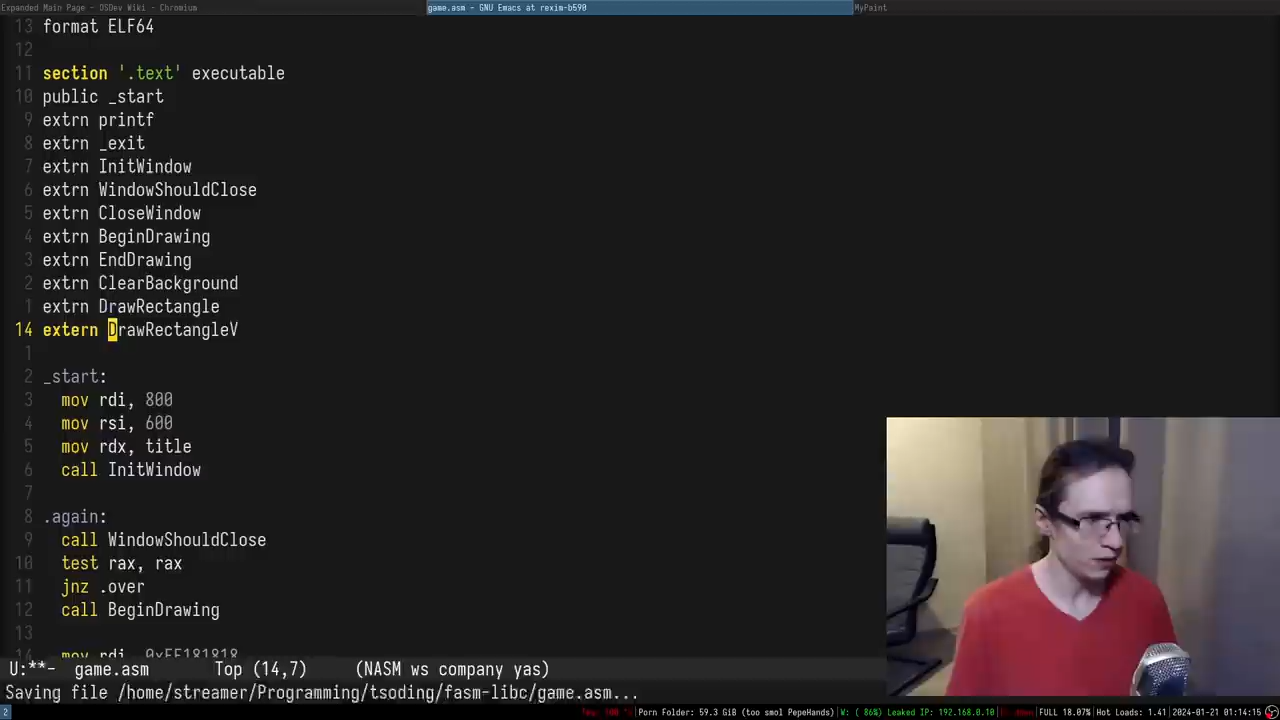 Expanded Main Page - OSDev Wiki - Chromium
game.asm - GNU Emacs at rexim-b590
MyPaint
13 format ELF64
12
11 section '.text' executable
10 public _start
9 extrn printf
8 extrn _exit
7 extrn InitWindow
6 extrn WindowShouldClose
5 extrn CloseWindow
4 extrn BeginDrawing
3 extrn EndDrawing
2 extrn ClearBackground
1 extrn DrawRectangle
14 extern DrawRectangleV
1
2 _start:
3 mov rdi, 800
4 mov rsi, 600
5 mov rdx, title
6 call InitWindow
7
8 .again:
9 call WindowShouldClose
10 test rax, rax
11 jnz .over
12 call BeginDrawing
13
14 mov rdi, 0xFF181818
U:**- game.asm Top (14,7) (NASM ws company yas)
Saving file /home/streamer/Programming/tsoding/fasm-libc/game.asm...
2
Porn Folder: 59.3 GiB (too smol PepeHands) W: ( 86%) Leaked IP: 192.168.0.10 FULL 18.07% Hot Loads: 1.41 2024-01-21 01:14:15